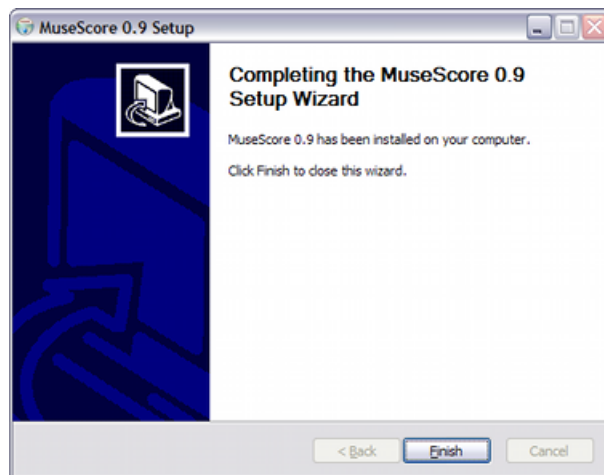 MuseScore 0.9 Setup
Completing the MuseScore 0.9
Setup Wizard
MuseScore 0.9 has been installed on your computer.
Click Finish to close this wizard.
< Back
Finish
Cancel